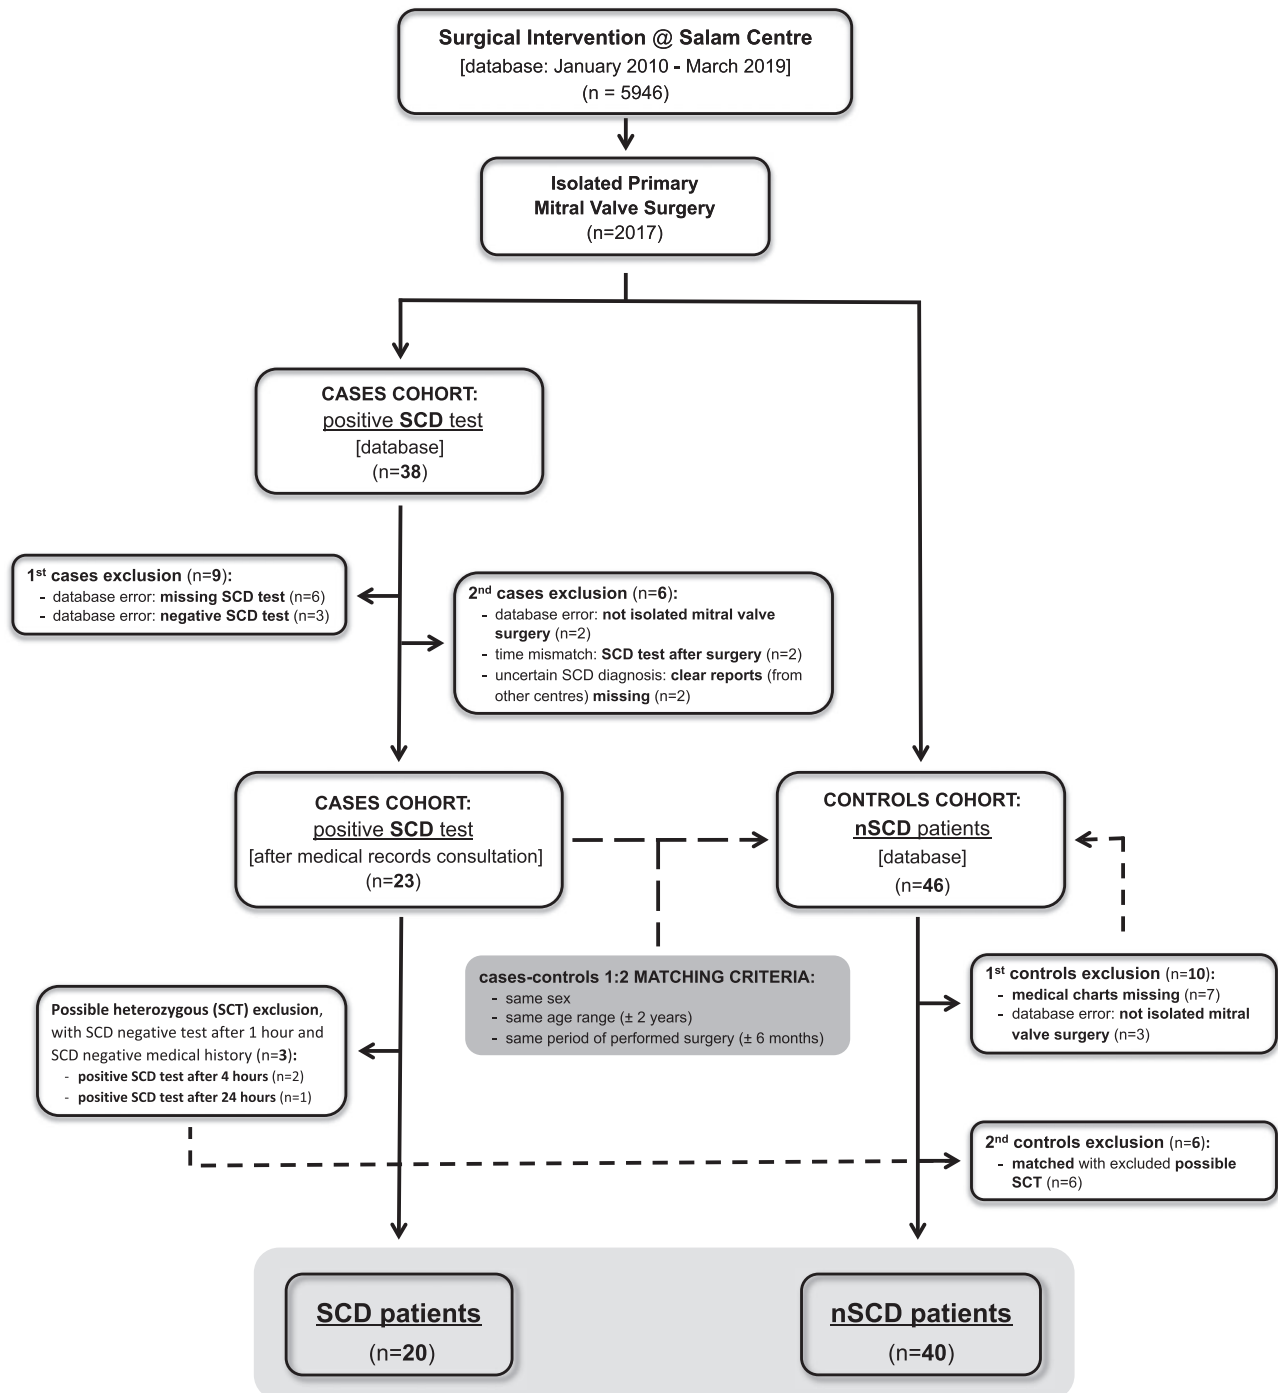 Surgical Intervention @ Salam Centre
[database: January 2010 - March 2019]
(n = 5946)
Isolated Primary
Mitral Valve Surgery
(n=2017)
CASES COHORT:
positive SCD test
[database]
(n=38)
1st cases exclusion (n=9):
- database error: missing SCD test (n=6)
- database error: negative SCD test (n=3)
2nd cases exclusion (n=6):
- database error: not isolated mitral valve
surgery (n=2)
- time mismatch: SCD test after surgery (n=2)
- uncertain SCD diagnosis: clear reports (from
other centres) missing (n=2)
CASES COHORT:
positive SCD test
[after medical records consultation]
(n=23)
CONTROLS COHORT:
nSCD patients
[database]
(n=46)
cases-controls 1:2 MATCHING CRITERIA:
- same sex
- same age range (± 2 years)
- same period of performed surgery (± 6 months)
1st controls exclusion (n=10):
- medical charts missing (n=7)
- database error: not isolated mitral
valve surgery (n=3)
Possible heterozygous (SCT) exclusion,
with SCD negative test after 1 hour and
SCD negative medical history (n=3):
- positive SCD test after 4 hours (n=2)
- positive SCD test after 24 hours (n=1)
2nd controls exclusion (n=6):
- matched with excluded possible
SCT (n=6)
SCD patients
(n=20)
nSCD patients
(n=40)